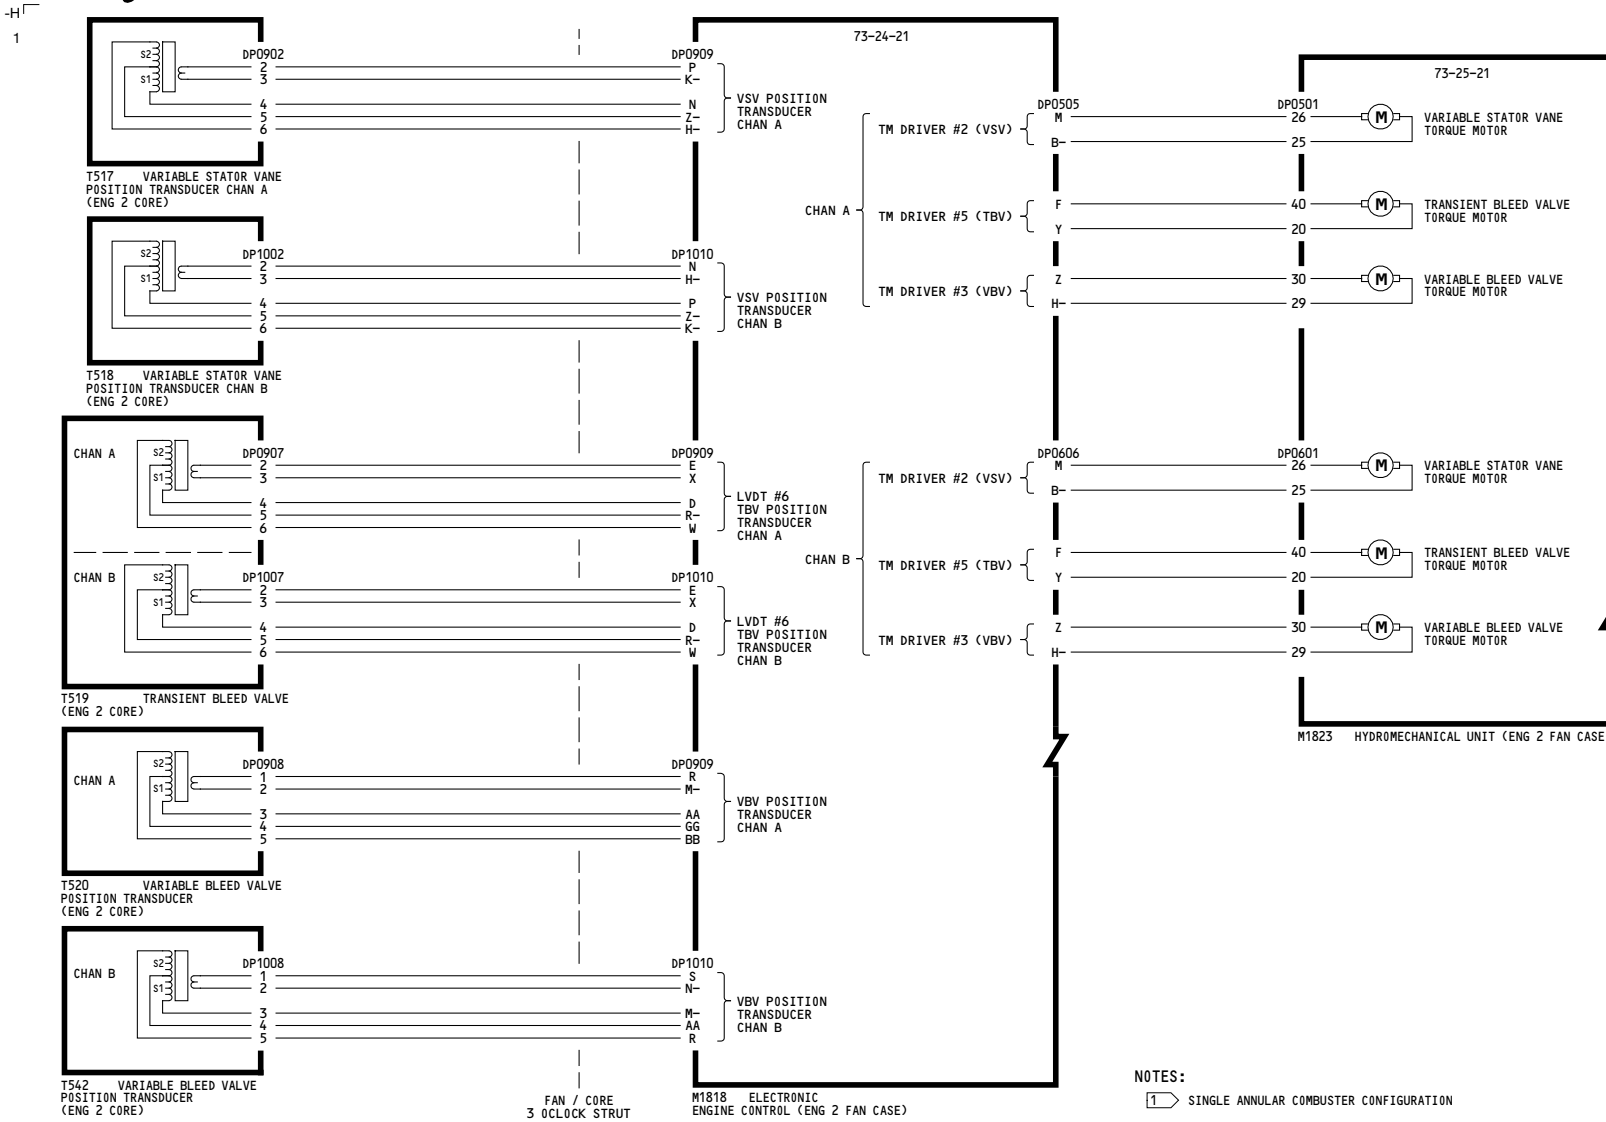 -H
1
73-24-21
73-25-21
S2
S1
DP0902
2
3
4
5
6
DP0909
P
K-
N
Z-
H-
VSV POSITION
TRANSDUCER
CHAN A
T517 VARIABLE STATOR VANE
POSITION TRANSDUCER CHAN A
(ENG 2 CORE)
S2
S1
DP1002
2
3
4
5
6
DP1010
N
H-
P
Z-
K-
VSV POSITION
TRANSDUCER
CHAN B
T518 VARIABLE STATOR VANE
POSITION TRANSDUCER CHAN B
(ENG 2 CORE)
CHAN A
S2
S1
DP0907
2
3
4
5
6
DP0909
E
X
D
R-
W
LVDT #6
TBV POSITION
TRANSDUCER
CHAN A
CHAN B
S2
S1
DP1007
2
3
4
5
6
DP1010
E
X
D
R-
W
LVDT #6
TBV POSITION
TRANSDUCER
CHAN B
T519 TRANSIENT BLEED VALVE
(ENG 2 CORE)
CHAN A
S2
S1
DP0908
1
2
3
4
5
DP0909
R
M-
AA
GG
BB
VBV POSITION
TRANSDUCER
CHAN A
T520 VARIABLE BLEED VALVE
POSITION TRANSDUCER
(ENG 2 CORE)
CHAN B
S2
S1
DP1008
1
2
3
4
5
DP1010
S
N-
M-
AA
R
VBV POSITION
TRANSDUCER
CHAN B
T542 VARIABLE BLEED VALVE
POSITION TRANSDUCER
(ENG 2 CORE)
FAN / CORE
3 OCLOCK STRUT
M1818 ELECTRONIC
ENGINE CONTROL (ENG 2 FAN CASE)
CHAN A
TM DRIVER #2 (VSV)
DP0505
M
B-
DP0501
26
25
M
VARIABLE STATOR VANE
TORQUE MOTOR
TM DRIVER #5 (TBV)
F
Y
40
20
M
TRANSIENT BLEED VALVE
TORQUE MOTOR
TM DRIVER #3 (VBV)
Z
H-
30
29
M
VARIABLE BLEED VALVE
TORQUE MOTOR
CHAN B
TM DRIVER #2 (VSV)
DP0606
M
B-
DP0601
26
25
M
VARIABLE STATOR VANE
TORQUE MOTOR
TM DRIVER #5 (TBV)
F
Y
40
20
M
TRANSIENT BLEED VALVE
TORQUE MOTOR
TM DRIVER #3 (VBV)
Z
H-
30
29
M
VARIABLE BLEED VALVE
TORQUE MOTOR
M1823 HYDROMECHANICAL UNIT (ENG 2 FAN CASE
NOTES:
1 SINGLE ANNULAR COMBUSTER CONFIGURATION